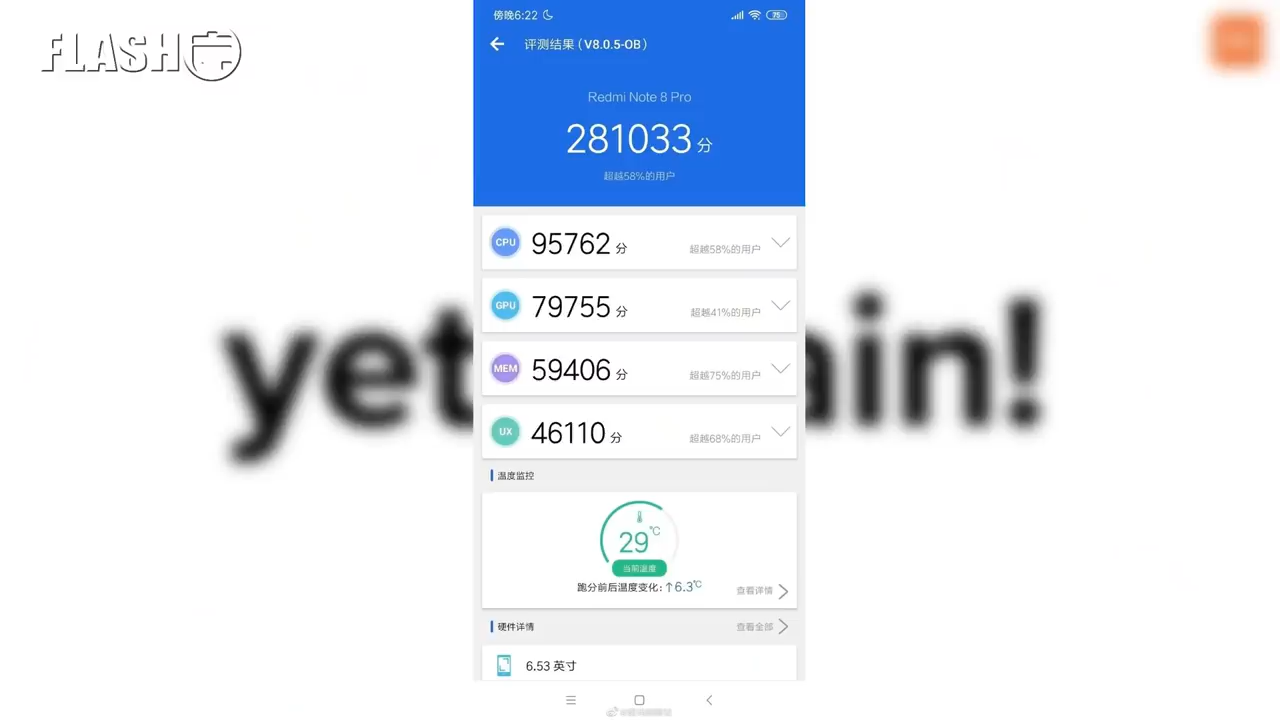 FLASH
傍晚6:22
75
评测结果（V8.0.5-OB）
Redmi Note 8 Pro
281033分
超越58%的用户
CPU 95762分 超越58%的用户
GPU 79755分 超越41%的用户
MEM 59406分 超越75%的用户
UX 46110分 超越68%的用户
温度监控
29℃
当前温度
跑分前后温度变化:↑6.3℃
查看详情
硬件详情 查看全部
6.53 英寸
yet ain!